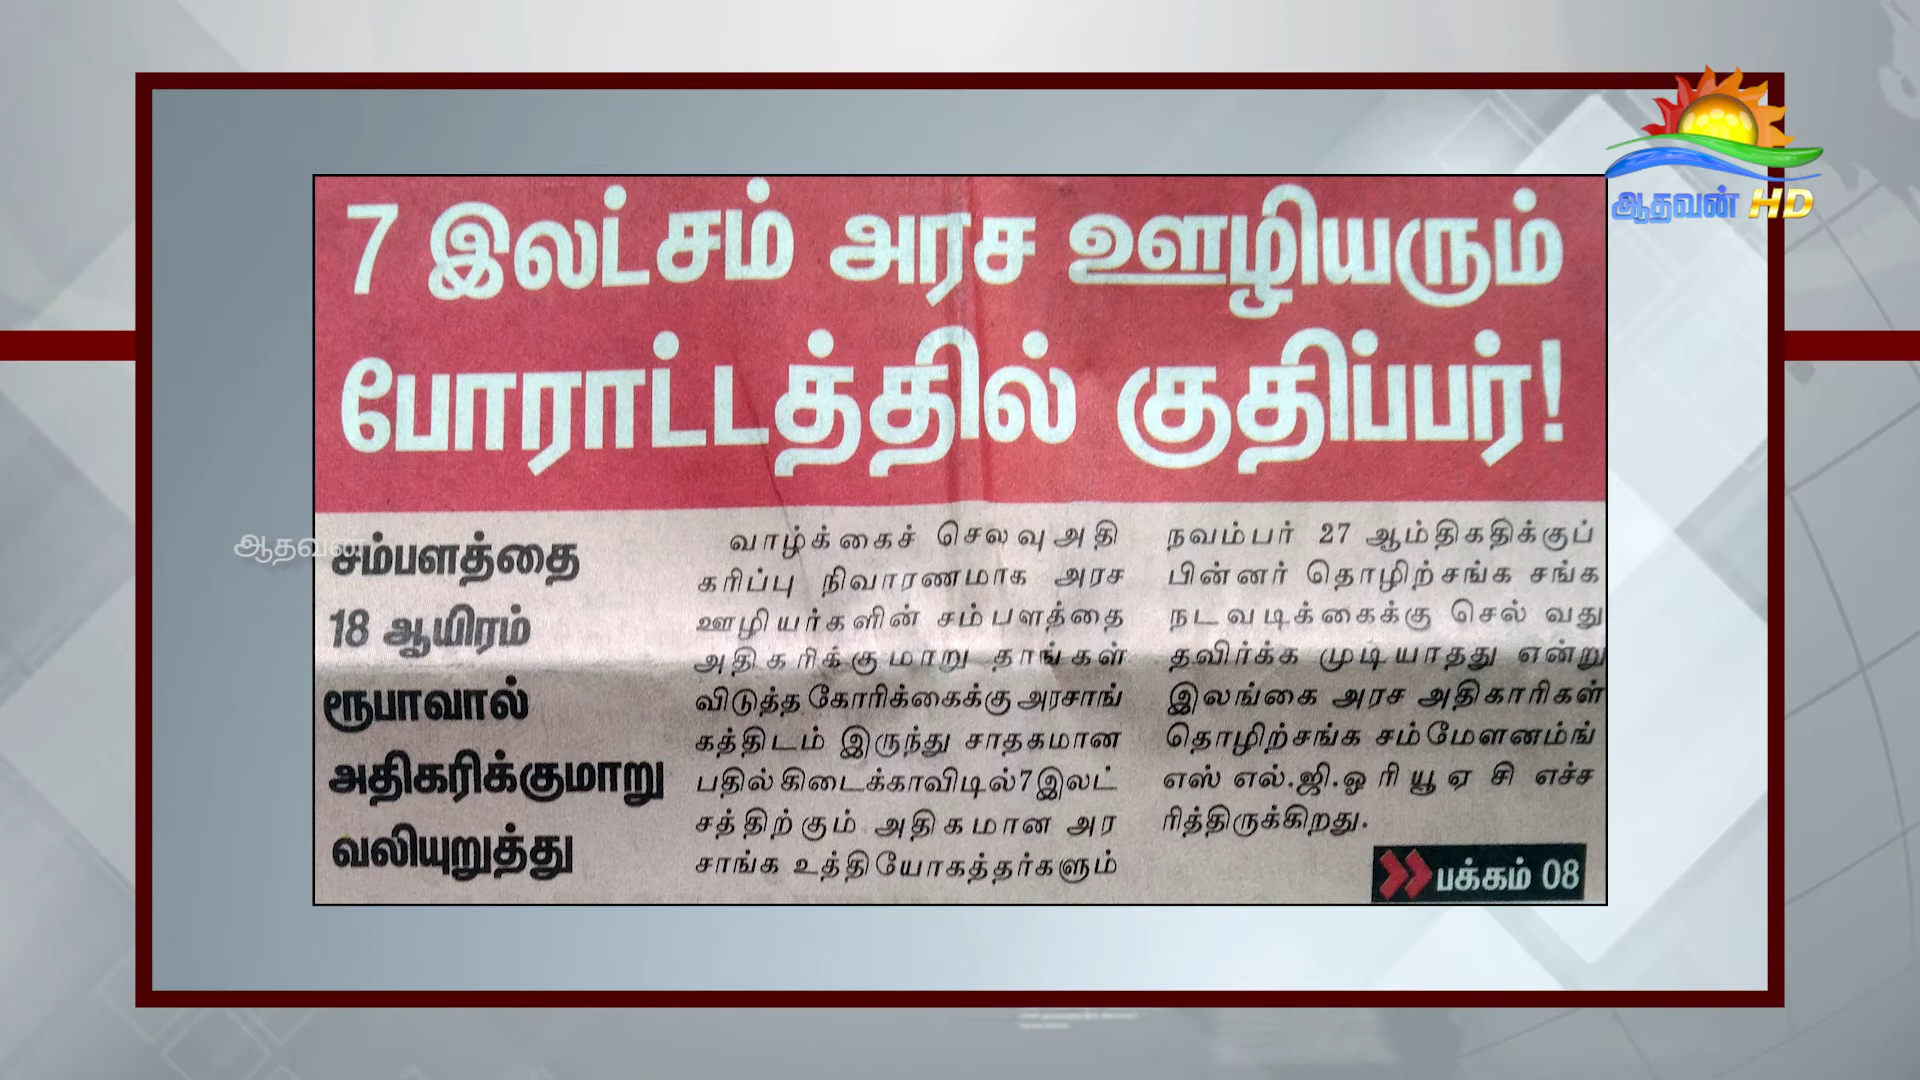 ஆதவன் HD
7 இலட்சம் அரச ஊழியரும்
போராட்டத்தில் குதிப்பர்!
ஆதவன்
சம்பளத்தை
18 ஆயிரம்
ரூபாவால்
அதிகரிக்குமாறு
வலியுறுத்து
வாழ்க்கைச் செலவு அதி
கரிப்பு நிவாரணமாக அரச
ஊழியர்களின் சம்பளத்தை
அதிகரிக்குமாறு தாங்கள்
விடுத்த கோரிக்கைக்கு அரசாங்
கத்திடம் இருந்து சாதகமான
பதில் கிடைக்காவிடில் 7 இலட்
சத்திற்கும் அதிகமான அர
சாங்க உத்தியோகத்தர்களும்
நவம்பர் 27 ஆம்திகதிக்குப்
பின்னர் தொழிற்சங்க சங்க
நடவடிக்கைக்கு செல் வது
தவிர்க்க முடியாதது என்று
இலங்கை அரச அதிகாரிகள்
தொழிற்சங்க சம்மேளனம்ங்
எஸ் எல்.ஜி.ஓ ரி யூ ஏ சி எச்ச
ரித்திருக்கிறது.
பக்கம் 08